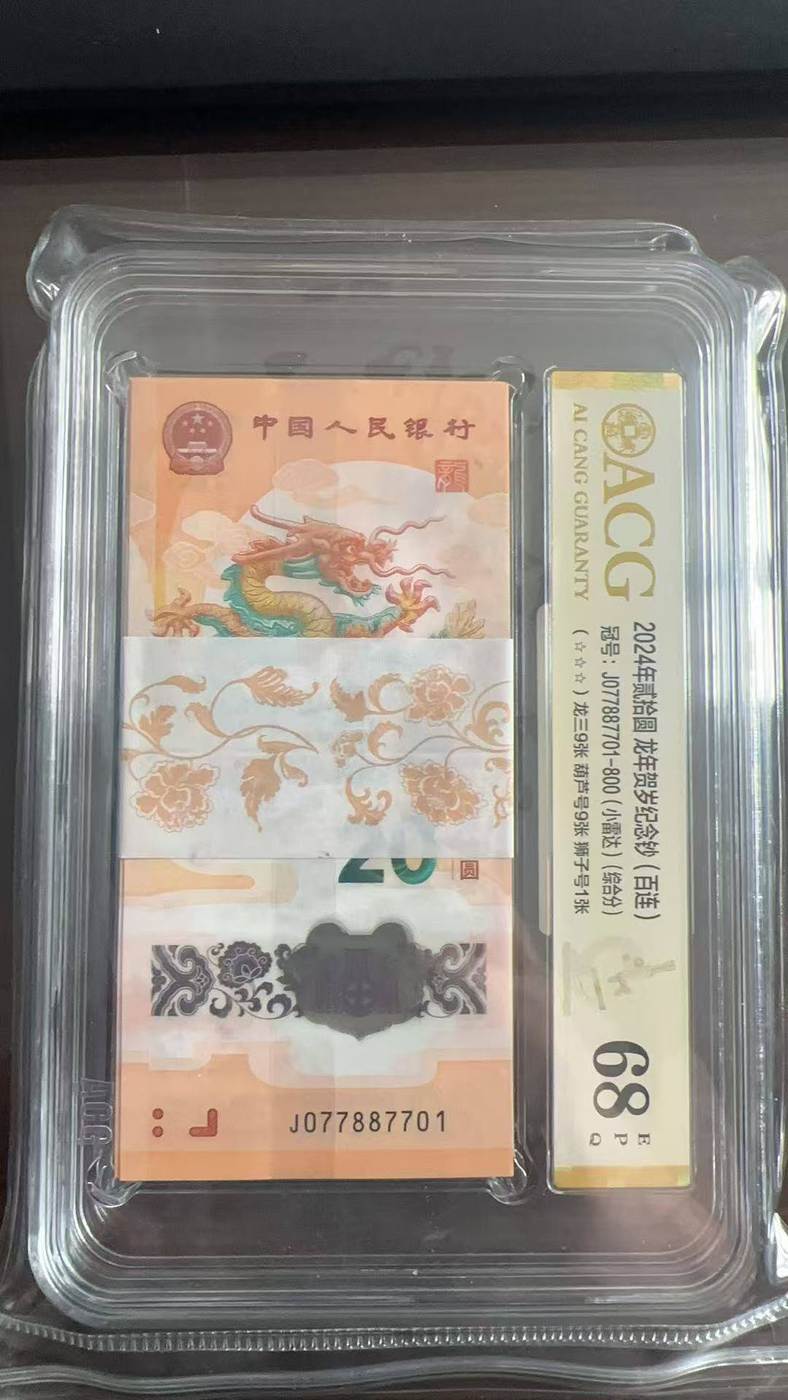 中国人民银行
龍
20
圆
J077887701
ACG
AI CANG GUARANTY
2024年贰拾圆 龙年贺岁纪念钞（百连）
冠号：J077887701-800（小雷达）（综合分）
（☆☆☆）龙三9张 葫芦号9张 狮子号1张
68
E
P
Q
ACG